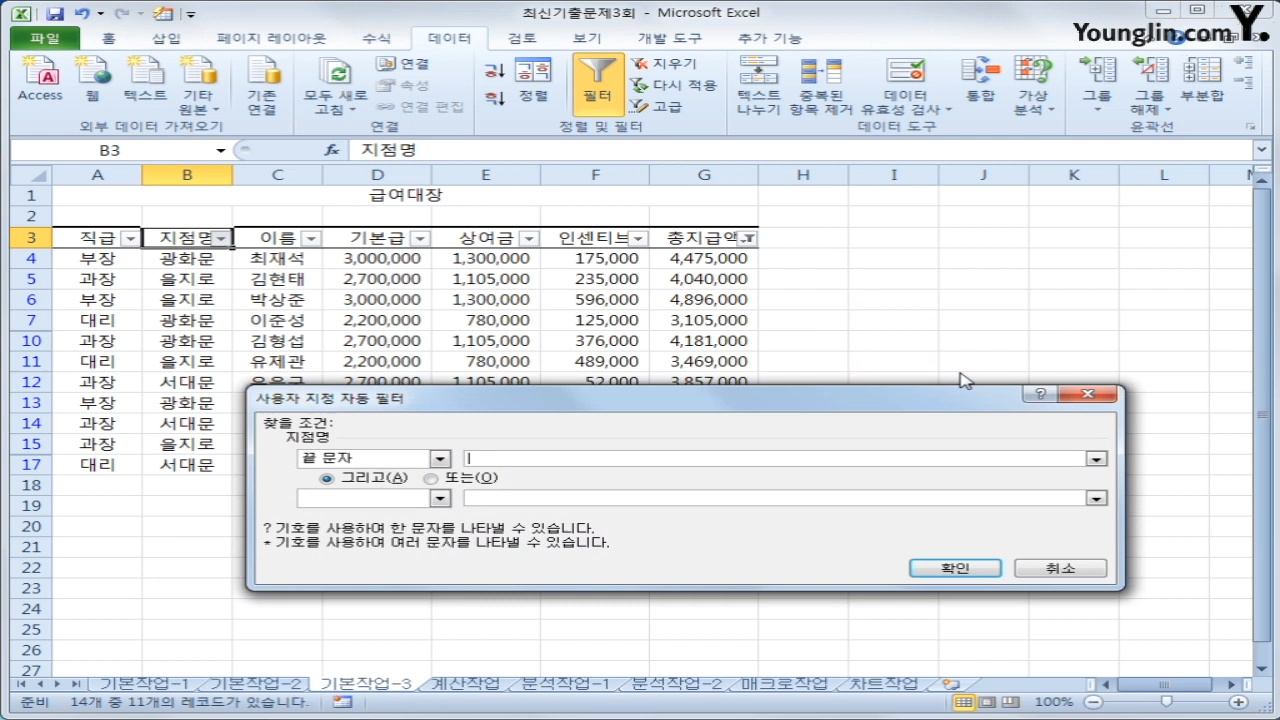 최신기출문제3회 - Microsoft Excel
Younglin.com Y.
파일 홈 삽입 페이지 레이아웃 수식 데이터 검토 보기 개발 도구 추가 기능
Access 웹 텍스트 기타 원본 기존 연결
외부 데이터 가져오기
모두 새로 고침 연결 속성 연결 편집
연결
정렬 필터 지우기 다시 적용 고급
정렬 및 필터
텍스트 나누기 중복된 항목 제거 데이터 유효성 검사 통합 가상 분석
데이터 도구
그룹 그룹 해제 부분합
윤곽선
B3 fx 지점명
A B C D E F G H I J K L
1 급여대장
2
3 직급 지점명 이름 기본급 상여금 인센티브 총지급액
4 부장 광화문 최재석 3,000,000 1,300,000 175,000 4,475,000
5 과장 을지로 김현태 2,700,000 1,105,000 235,000 4,040,000
6 부장 을지로 박상준 3,000,000 1,300,000 596,000 4,896,000
7 대리 광화문 이준성 2,200,000 780,000 125,000 3,105,000
10 과장 광화문 김형섭 2,700,000 1,105,000 376,000 4,181,000
11 대리 을지로 유제관 2,200,000 780,000 489,000 3,469,000
12 과장 서대문 2,700,000 1,105,000 52,000 3,857,000
13 부장 광화문
14 과장 서대문
15 과장 을지로
17 대리 서대문
18
19
20
21
22
23
24
25
26
27
사용자 지정 자동 필터
찾을 조건:
지점명
끝 문자
그리고(A) 또는(O)
? 기호를 사용하여 한 문자를 나타낼 수 있습니다.
* 기호를 사용하여 여러 문자를 나타낼 수 있습니다.
확인 취소
기본작업-1 기본작업-2 기본작업-3 계산작업 분석작업-1 분석작업-2 매크로작업 차트작업
준비 14개 중 11개의 레코드가 있습니다. 100%